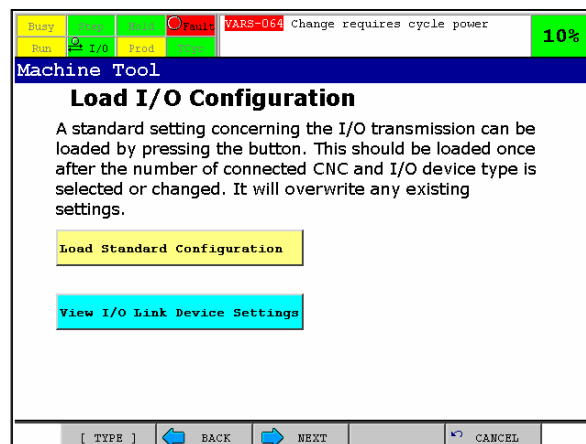 Busy Step Hold Fault VARS-064 Change requires cycle power
Run I/O Prod TCyc 10%
Machine Tool
Load I/O Configuration
A standard setting concerning the I/O transmission can be
loaded by pressing the button. This should be loaded once
after the number of connected CNC and I/O device type is
selected or changed. It will overwrite any existing
settings.
Load Standard Configuration
View I/O Link Device Settings
[ TYPE ] BACK NEXT CANCEL